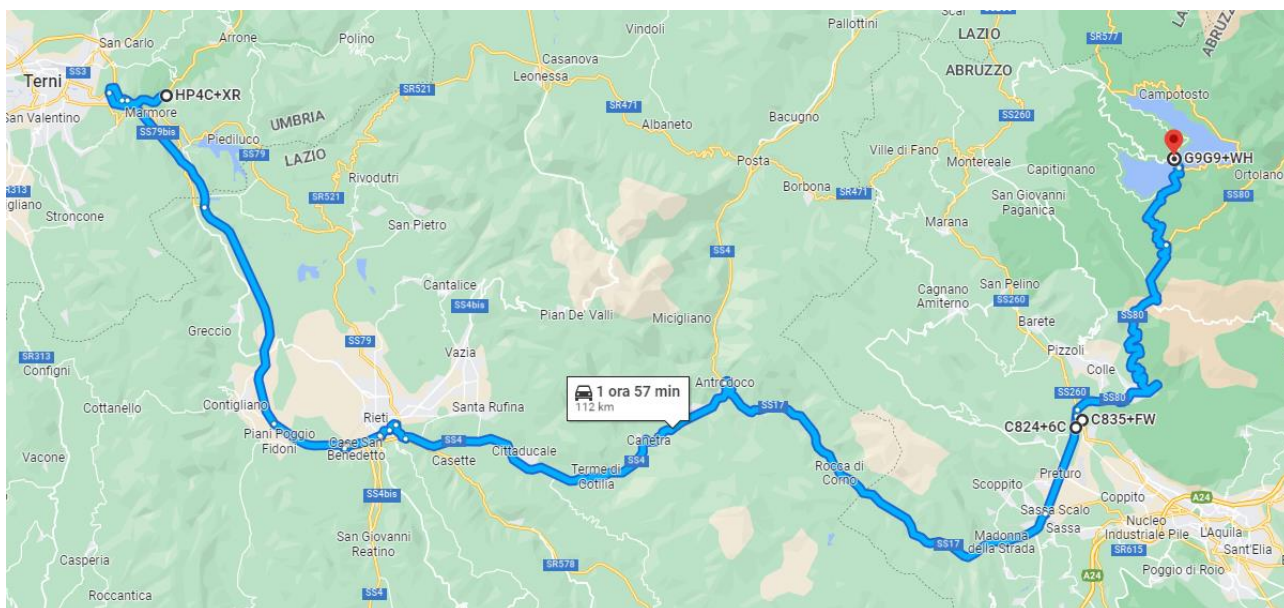 San Carlo
Arrone
Polino
Vindoli
Pallottini
Scai
LAZIO
SR577
ABRUZZO
SS3
Terni
HP4C+XR
Casanova
Leonessa
SR471
LAZIO
ABRUZZO
Campotosto
San Valentino
Marmore
SR521
SS79bis
UMBRIA
Piediluco
LAZIO
SS79
Albaneto
Bacugno
SS260
Ville di Fano
Montereale
Capitignano
G9G9+WH
Ortolano
SR313
Stroncone
SR521
Rivodutri
Posta
Borbona
SR471
San Giovanni
Paganica
SS80
San Pietro
Marana
Greccio
Cantalice
SS4bis
SS4
Cagnano
Amiterno
San Pelino
SS260
SR313
Configni
SS79
Vazia
Pian De' Valli
Micigliano
Barete
SS80
Pizzoli
Cottanello
Contigliano
1 ora 57 min
112 km
Antrodoco
Colle
Piani Poggio
Fidoni
Rieti
Santa Rufina
SS17
SS260
SS80
Vacone
Case San
Benedetto
SS4
Casette
Cittaducale
Canetra
C824+6C
C835+FW
SS4bis
Terme di
Cotilia
SS4
Rocca di
Corno
Scoppito
Preturo
San Giovanni
Reatino
Sassa Scalo
Sassa
Coppito
A24
Casperia
SS17
Madonna
della Strada
Nucleo
Industriale Pile
L'Aquila
SR578
SR615
Sant'Elia
Roccantica
SS4
A24
Poggio di Roio